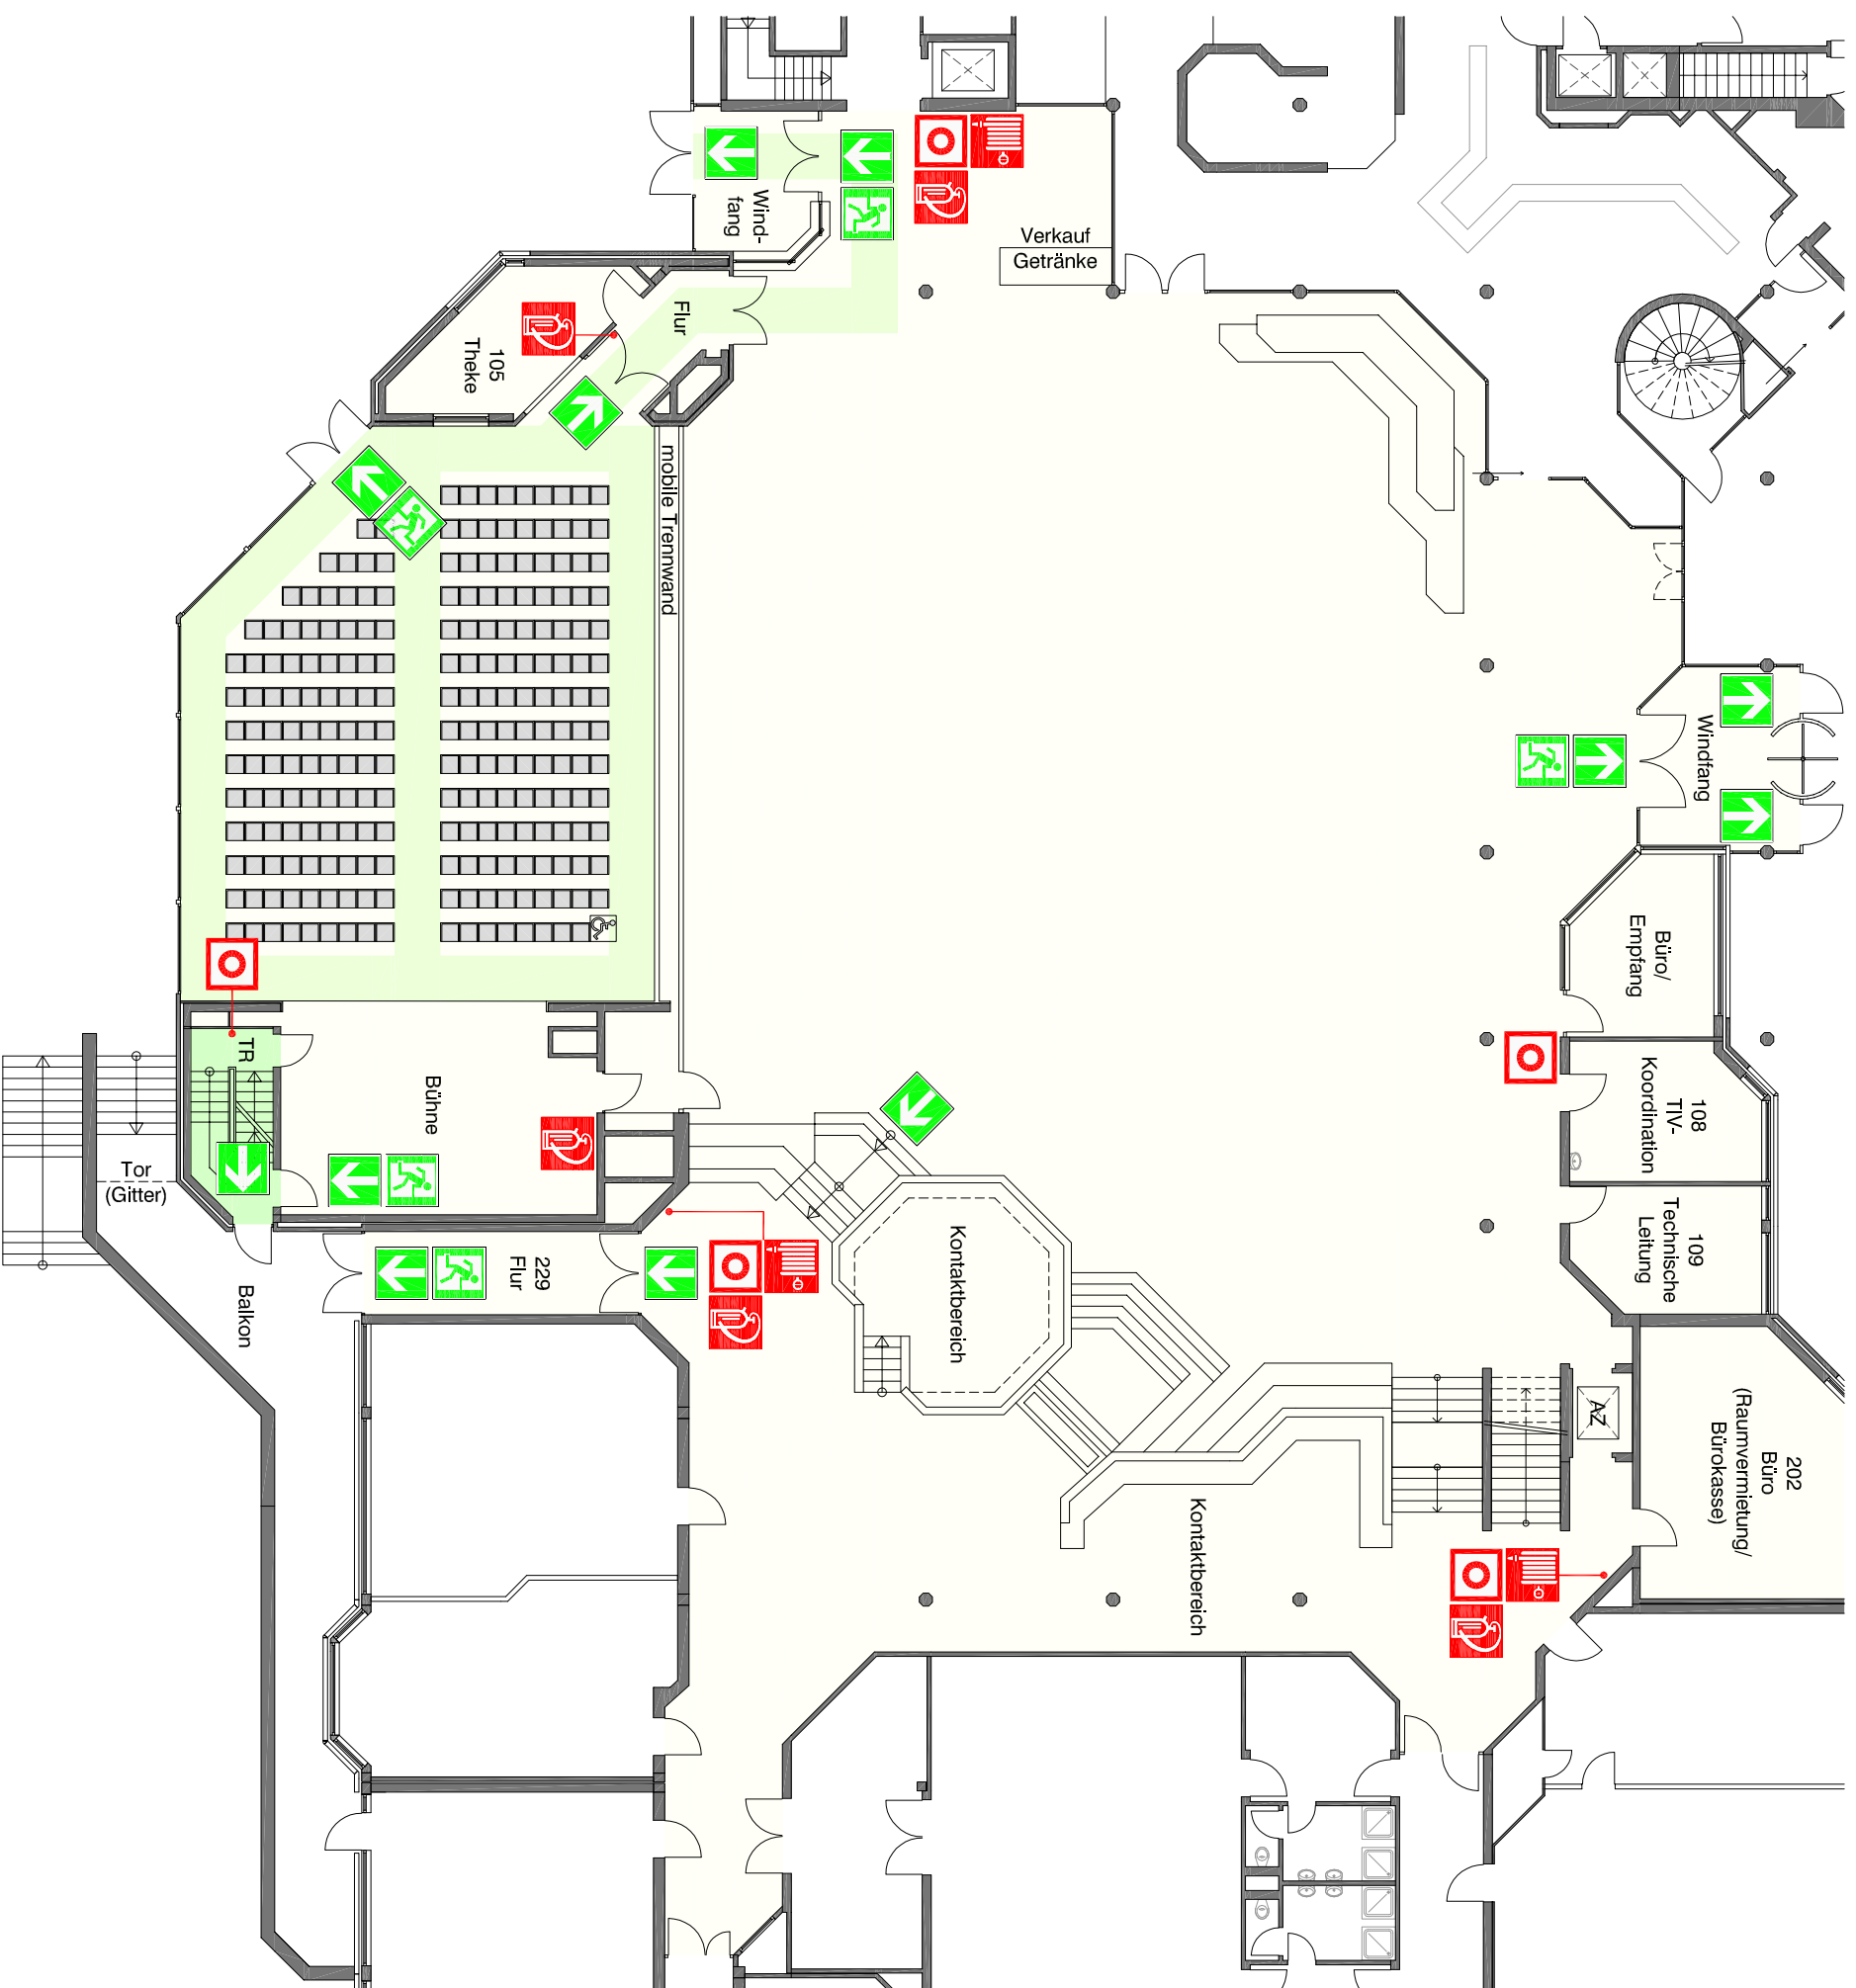 Wind-
fang
Verkauf
Getränke
Flur
105
Theke
mobile Trennwand
Windfang
Büro/
Empfang
TR
Bühne
108
TIV-
Koordination
Tor
(Gitter)
109
Technische
Leitung
Kontaktbereich
229
Flur
Balkon
AZ
202
Büro
(Raumvermietung/
Bürokasse)
Kontaktbereich